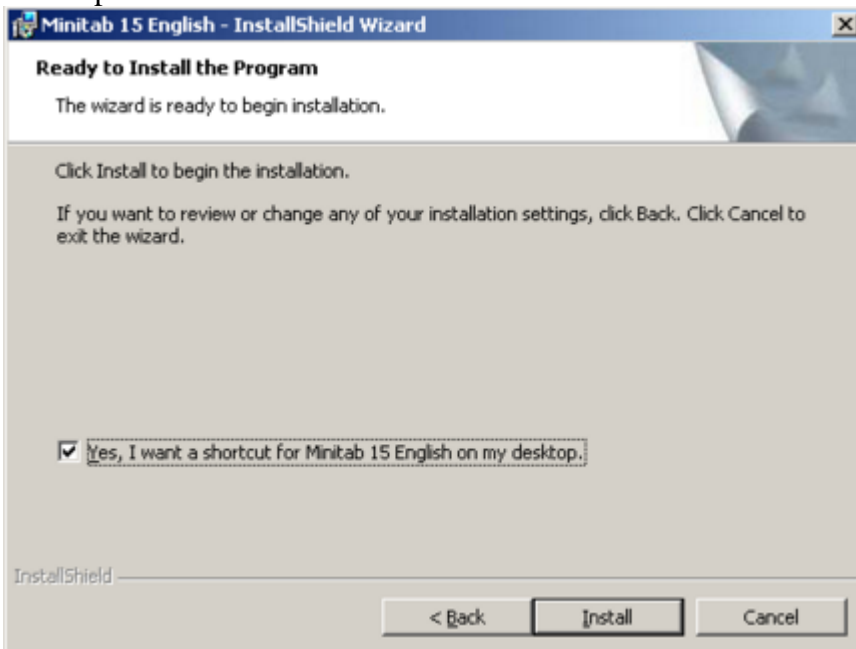 Minitab 15 English - InstallShield Wizard
Ready to Install the Program
The wizard is ready to begin installation.
Click Install to begin the installation.
If you want to review or change any of your installation settings, click Back. Click Cancel to
exit the wizard.
Yes, I want a shortcut for Minitab 15 English on my desktop.
InstallShield
< Back Install Cancel